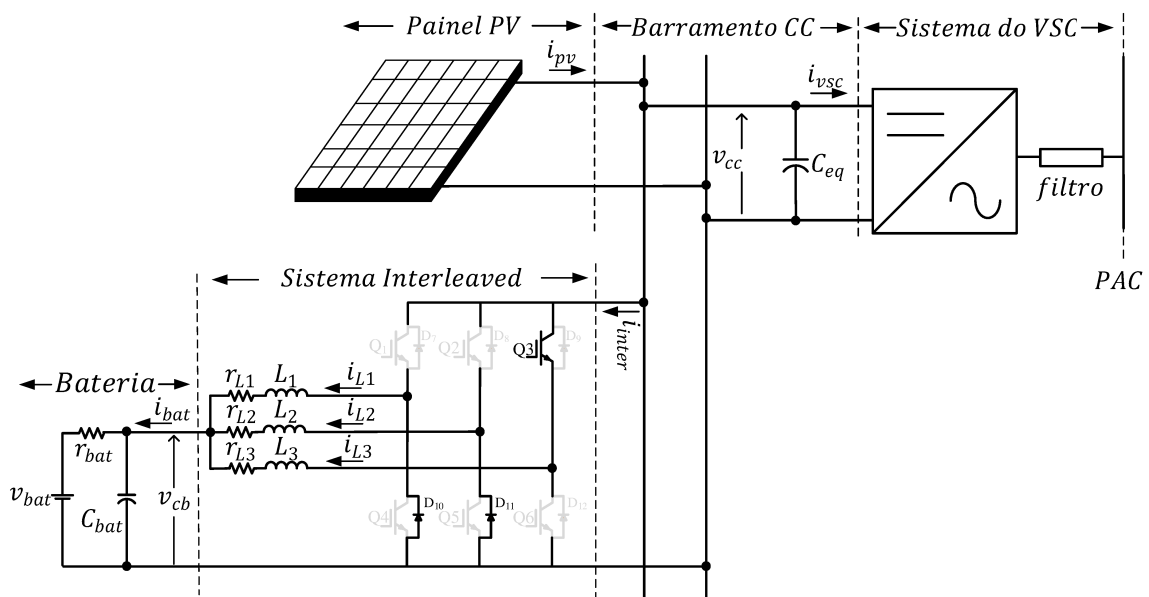 Painel PV
Barramento CC
Sistema do VSC
i_pv
i_vsc
v_cc
C_eq
filtro
PAC
Sistema Interleaved
i_inter
Q1
D7
Q2
D8
Q3
D9
Bateria
i_bat
r_L1
L_1
i_L1
r_L2
L_2
i_L2
r_L3
L_3
i_L3
r_bat
v_bat
C_bat
v_cb
Q4
D10
Q5
D11
Q6
D12